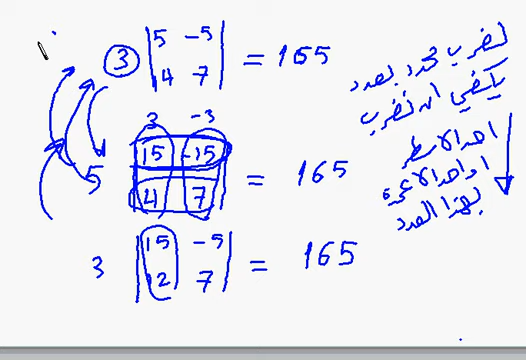 3 |5 -5| = 165
|4 7|
3 -3
5 |15 -15| = 165
|4 7|
3 |15 -5| = 165
|12 7|
لضرب محدد بعدد
يكفي ان نضرب
احد الاسطر
او احد الاعمدة
بهذا العدد